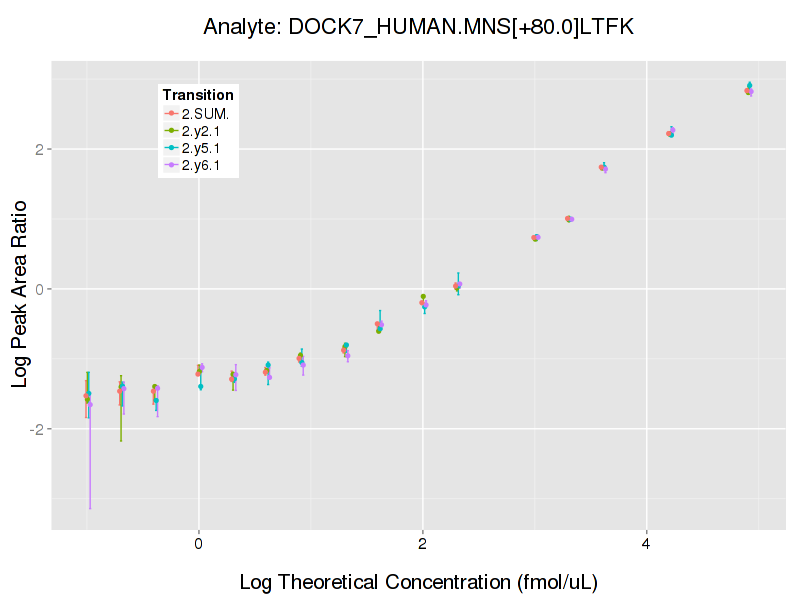 Analyte: DOCK7_HUMAN.MNS[+80.0]LTFK
Transition
2.SUM.
2.y2.1
2.y5.1
2.y6.1
Log Peak Area Ratio
2
0
-2
0
2
4
Log Theoretical Concentration (fmol/uL)